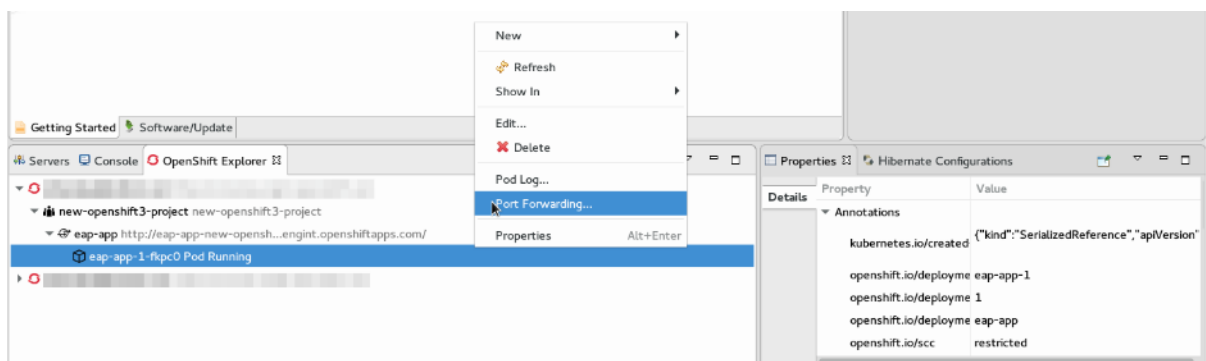 New
Refresh
Show In
Edit...
Delete
Pod Log...
Port Forwarding...
Properties Alt+Enter
Getting Started Software/Update
Servers Console OpenShift Explorer
new-openshift3-project new-openshift3-project
eap-app http://eap-app-new-opensh...engint.openshiftapps.com/
eap-app-1-fkpc0 Pod Running
Properties Hibernate Configurations
Details
Property Value
Annotations
kubernetes.io/created {"kind":"SerializedReference","apiVersion"
openshift.io/deployme eap-app-1
openshift.io/deployme 1
openshift.io/deployme eap-app
openshift.io/scc restricted